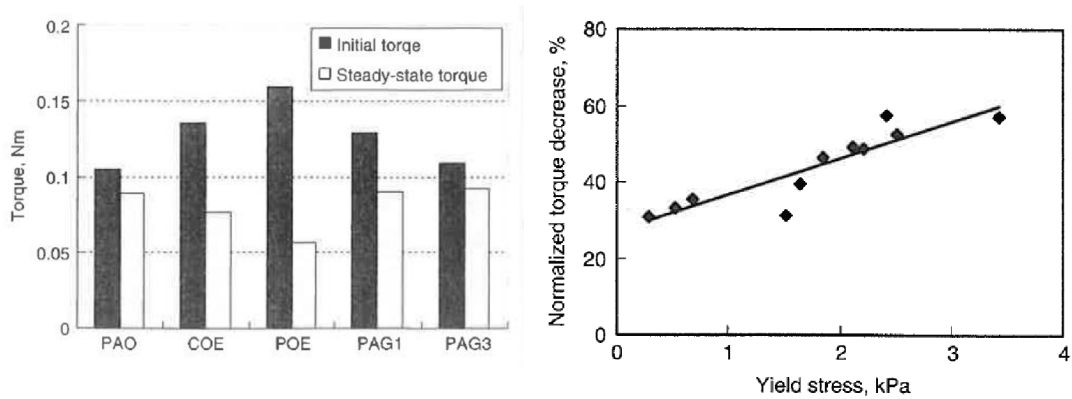 0.2
0.15
0.1
0.05
0
Torque, Nm
Initial torqe
Steady-state torque
PAO
COE
POE
PAG1
PAG3
80
60
40
20
0
Normalized torque decrease, %
0
1
2
3
4
Yield stress, kPa